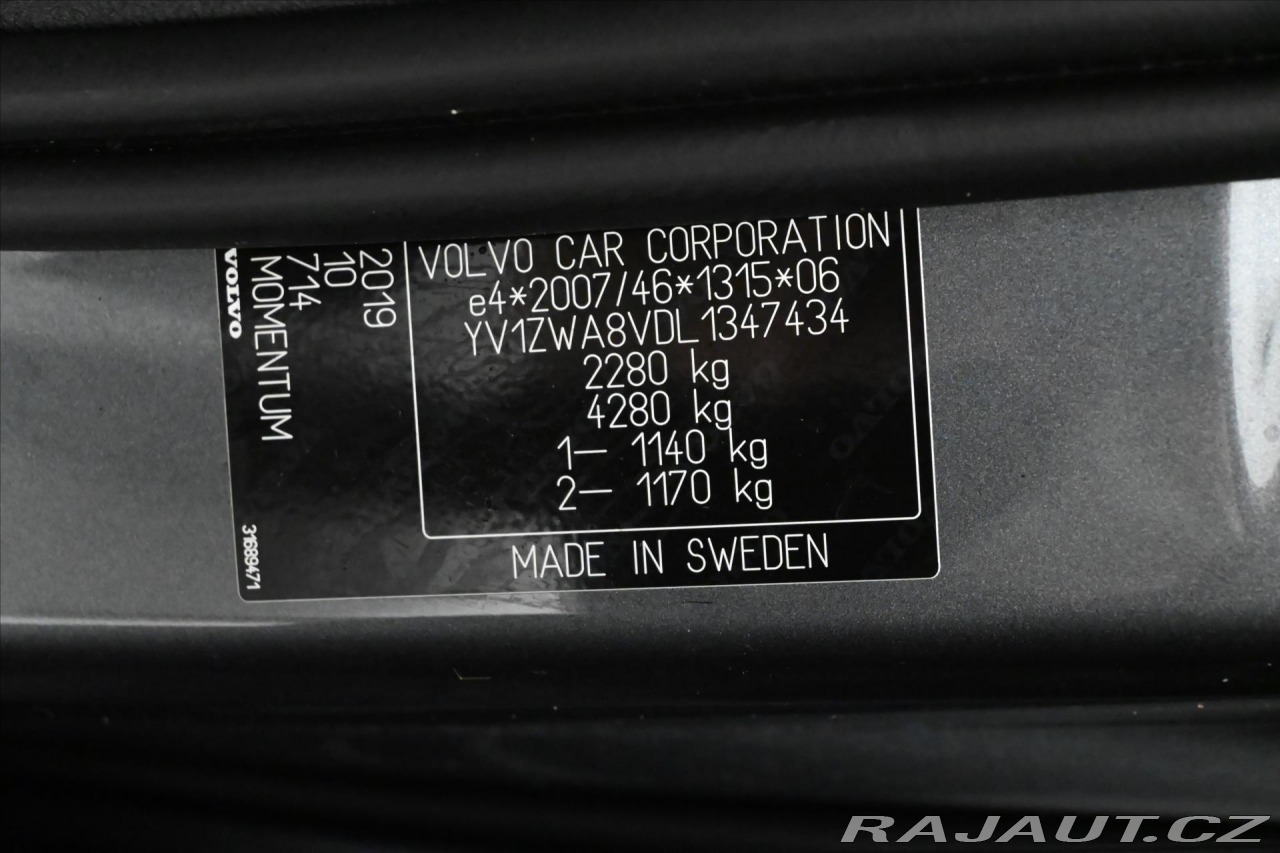 VOLVO CAR CORPORATION
e4*2007/46*1315*06
YV1ZWA8VDL1347434
2280 kg
4280 kg
1– 1140 kg
2– 1170 kg
MADE IN SWEDEN
2019
10
714
MOMENTUM
VOLVO
31689471
RAJAUT.CZ